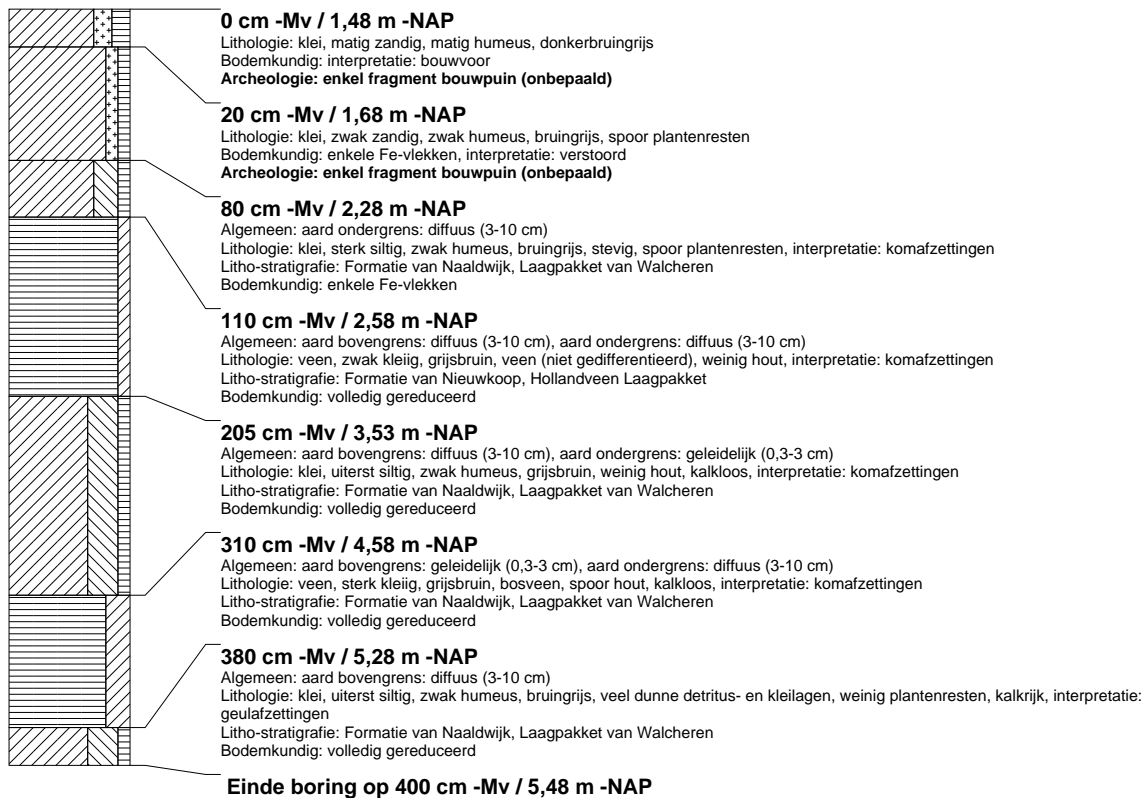 0 cm -Mv / 1,48 m -NAP
Lithologie: klei, matig zandig, matig humeus, donkerbruingrijs
Bodemkundig: interpretatie: bouwvoor
Archeologie: enkel fragment bouwpuin (onbepaald)
20 cm -Mv / 1,68 m -NAP
Lithologie: klei, zwak zandig, zwak humeus, bruingrijs, spoor plantenresten
Bodemkundig: enkele Fe-vlekken, interpretatie: verstoord
Archeologie: enkel fragment bouwpuin (onbepaald)
80 cm -Mv / 2,28 m -NAP
Algemeen: aard ondergrens: diffuus (3-10 cm)
Lithologie: klei, sterk siltig, zwak humeus, bruingrijs, stevig, spoor plantenresten, interpretatie: komafzettingen
Litho-stratigrafie: Formatie van Naaldwijk, Laagpakket van Walcheren
Bodemkundig: enkele Fe-vlekken
110 cm -Mv / 2,58 m -NAP
Algemeen: aard bovengrens: diffuus (3-10 cm), aard ondergrens: diffuus (3-10 cm)
Lithologie: veen, zwak kleiig, grijsbruin, veen (niet gedifferentieerd), weinig hout, interpretatie: komafzettingen
Litho-stratigrafie: Formatie van Nieuwkoop, Hollandveen Laagpakket
Bodemkundig: volledig gereduceerd
205 cm -Mv / 3,53 m -NAP
Algemeen: aard bovengrens: diffuus (3-10 cm), aard ondergrens: geleidelijk (0,3-3 cm)
Lithologie: klei, uiterst siltig, zwak humeus, grijsbruin, weinig hout, kalkloos, interpretatie: komafzettingen
Litho-stratigrafie: Formatie van Naaldwijk, Laagpakket van Walcheren
Bodemkundig: volledig gereduceerd
310 cm -Mv / 4,58 m -NAP
Algemeen: aard bovengrens: geleidelijk (0,3-3 cm), aard ondergrens: diffuus (3-10 cm)
Lithologie: veen, sterk kleiig, grijsbruin, bosveen, spoor hout, kalkloos, interpretatie: komafzettingen
Litho-stratigrafie: Formatie van Naaldwijk, Laagpakket van Walcheren
Bodemkundig: volledig gereduceerd
380 cm -Mv / 5,28 m -NAP
Algemeen: aard bovengrens: diffuus (3-10 cm)
Lithologie: klei, uiterst siltig, zwak humeus, bruingrijs, veel dunne detritus- en kleilagen, weinig plantenresten, kalkrijk, interpretatie:
geulafzettingen
Litho-stratigrafie: Formatie van Naaldwijk, Laagpakket van Walcheren
Bodemkundig: volledig gereduceerd
Einde boring op 400 cm -Mv / 5,48 m -NAP